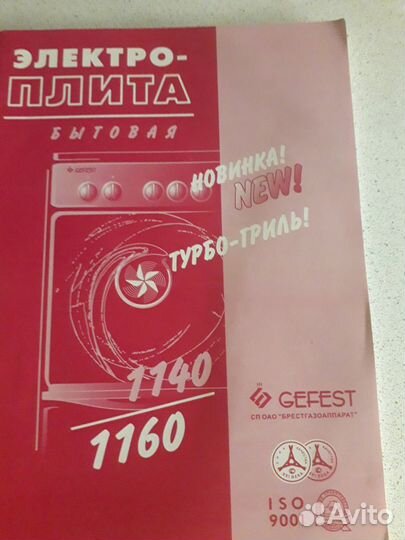 ЭЛЕКТРО-
ПЛИТА
БЫТОВАЯ
GEFEST
НОВИНКА!
NEW!
ТУРБО-ГРИЛЬ!
1140
1160
GEFEST
СП ОАО "БРЕСТГАЗОАППАРАТ"
ISO
900
Avito